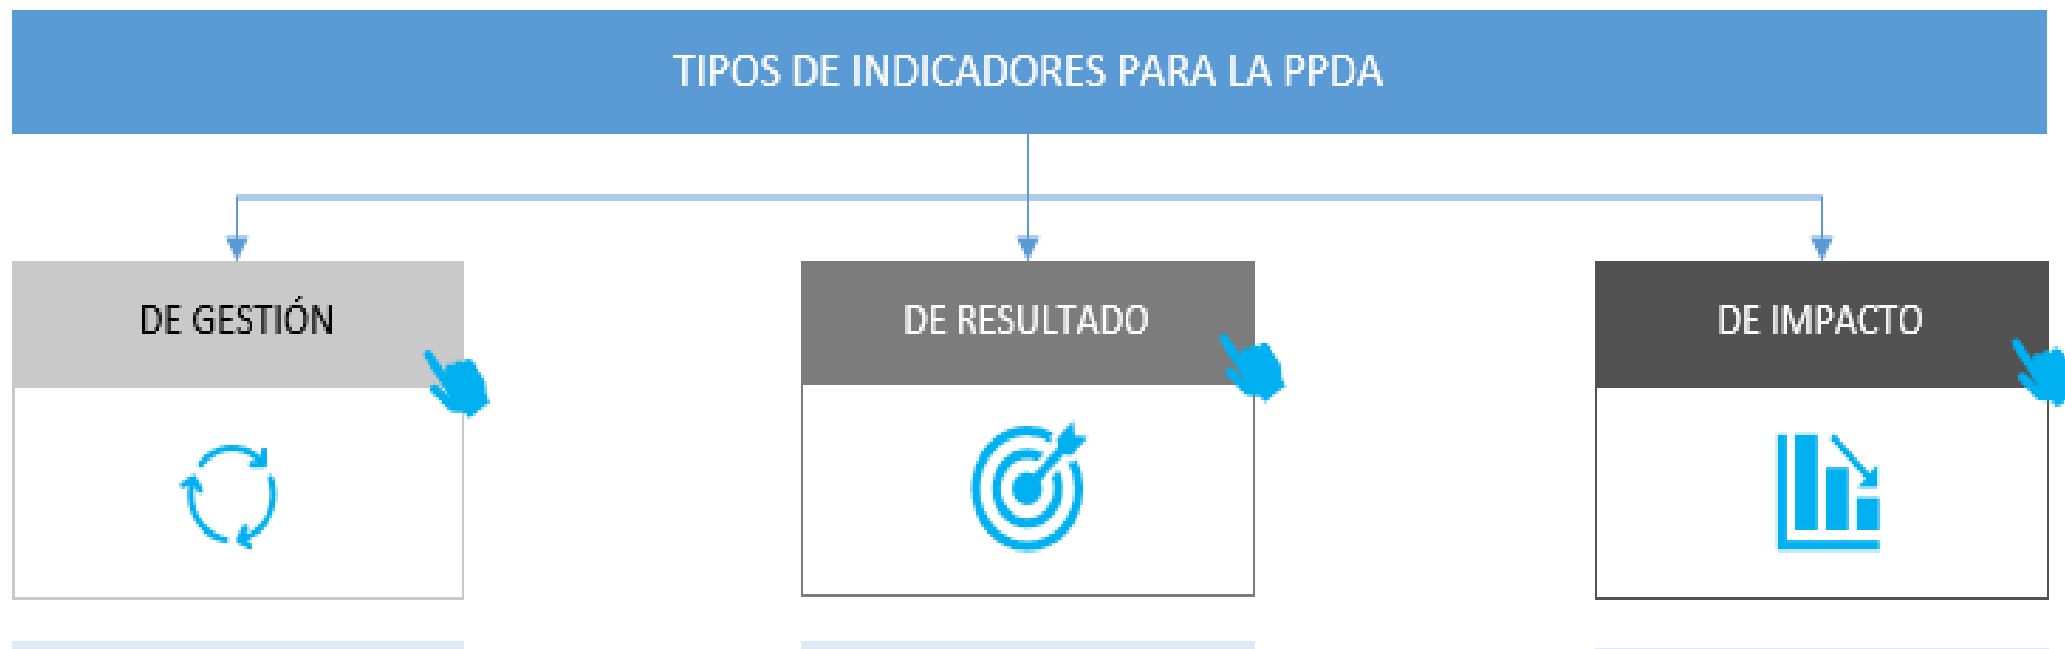 TIPOS DE INDICADORES PARA LA PPDA
DE GESTIÓN
DE RESULTADO
DE IMPACTO